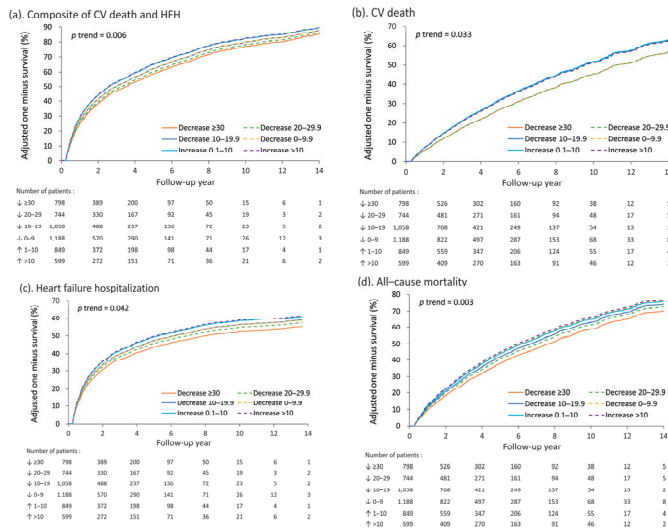 (a). Composite of CV death and HFH
p trend = 0.006
Adjusted one minus survival (%)
90
80
70
60
50
40
30
20
10
0
Decrease ≥30
Decrease 20–29.9
Decrease 10–19.9
Decrease 0–9.9
Increase 0.1–10
Increase >10
0 2 4 6 8 10 12 14
Follow-up year
Number of patients :
↓ ≥30 798 389 200 97 50 15 6 1
↓ 20–29 744 330 167 92 45 19 3 2
↓ 10–19 1,058 488 237 136 72 23 5 2
↓ 0–9 1.188 570 290 141 71 26 12 3
↑ 1–10 849 372 198 98 44 17 4 1
↑ >10 599 272 151 71 36 21 6 2
(b). CV death
p trend = 0.033
Adjusted one minus survival (%)
70
60
50
40
30
20
10
0
Decrease ≥30
Decrease 20–29.9
Decrease 10–19.9
Decrease 0–9.9
Increase 0.1–10
Increase >10
0 2 4 6 8 10 12 14
Follow-up year
Number of patients :
↓ ≥30 798 526 302 160 92 38 12
↓ 20–29 744 481 271 161 94 48 17
↓ 10–19 1,058 708 421 249 137 54 13
↓ 0–9 1.188 822 497 287 153 68 33
↑ 1–10 849 559 347 206 124 55 17
↑ >10 599 409 270 163 91 46 12
(c). Heart failure hospitalization
p trend = 0.042
Adjusted one minus survival (%)
70
60
50
40
30
20
10
0
Decrease ≥30
Decrease 20–29.9
Decrease 10–19.9
Decrease 0–9.9
Increase 0.1–10
Increase >10
0 2 4 6 8 10 12 14
Follow-up year
Number of patients :
↓ ≥30 798 389 200 97 50 15 6 1
↓ 20–29 744 330 167 92 45 19 3 2
↓ 10–19 1,058 488 237 136 72 23 5 2
↓ 0–9 1.188 570 290 141 71 26 12 3
↑ 1–10 849 372 198 98 44 17 4 1
↑ >10 599 272 151 71 36 21 6 2
(d). All–cause mortality
p trend = 0.003
Adjusted one minus survival (%)
80
70
60
50
40
30
20
10
0
Decrease ≥30
Decrease 20–29.9
Decrease 10–19.9
Decrease 0–9.9
Increase 0.1–10
Increase >10
0 2 4 6 8 10 12 14
Follow-up year
Number of patients :
↓ ≥30 798 526 302 160 92 38 12 5
↓ 20–29 744 481 271 161 94 48 17 5
↓ 10–19 1,058 708 421 249 137 54 13 2
↓ 0–9 1.188 822 497 287 153 68 33 8
↑ 1–10 849 559 347 206 124 55 17 4
↑ >10 599 409 270 163 91 46 12